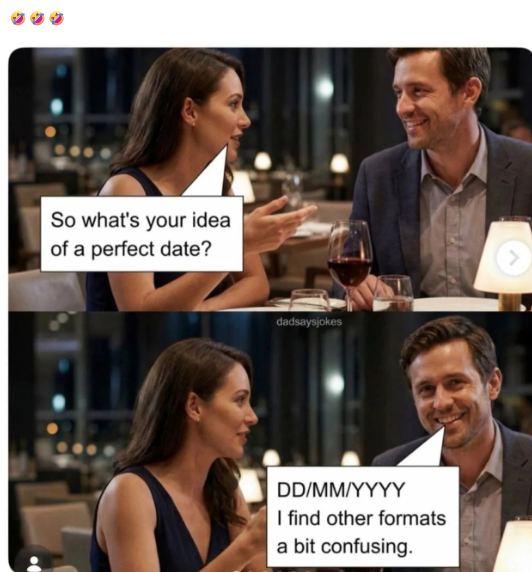 🤣🤣🤣
So what's your idea
of a perfect date?
dadsaysjokes
DD/MM/YYYY
I find other formats
a bit confusing.